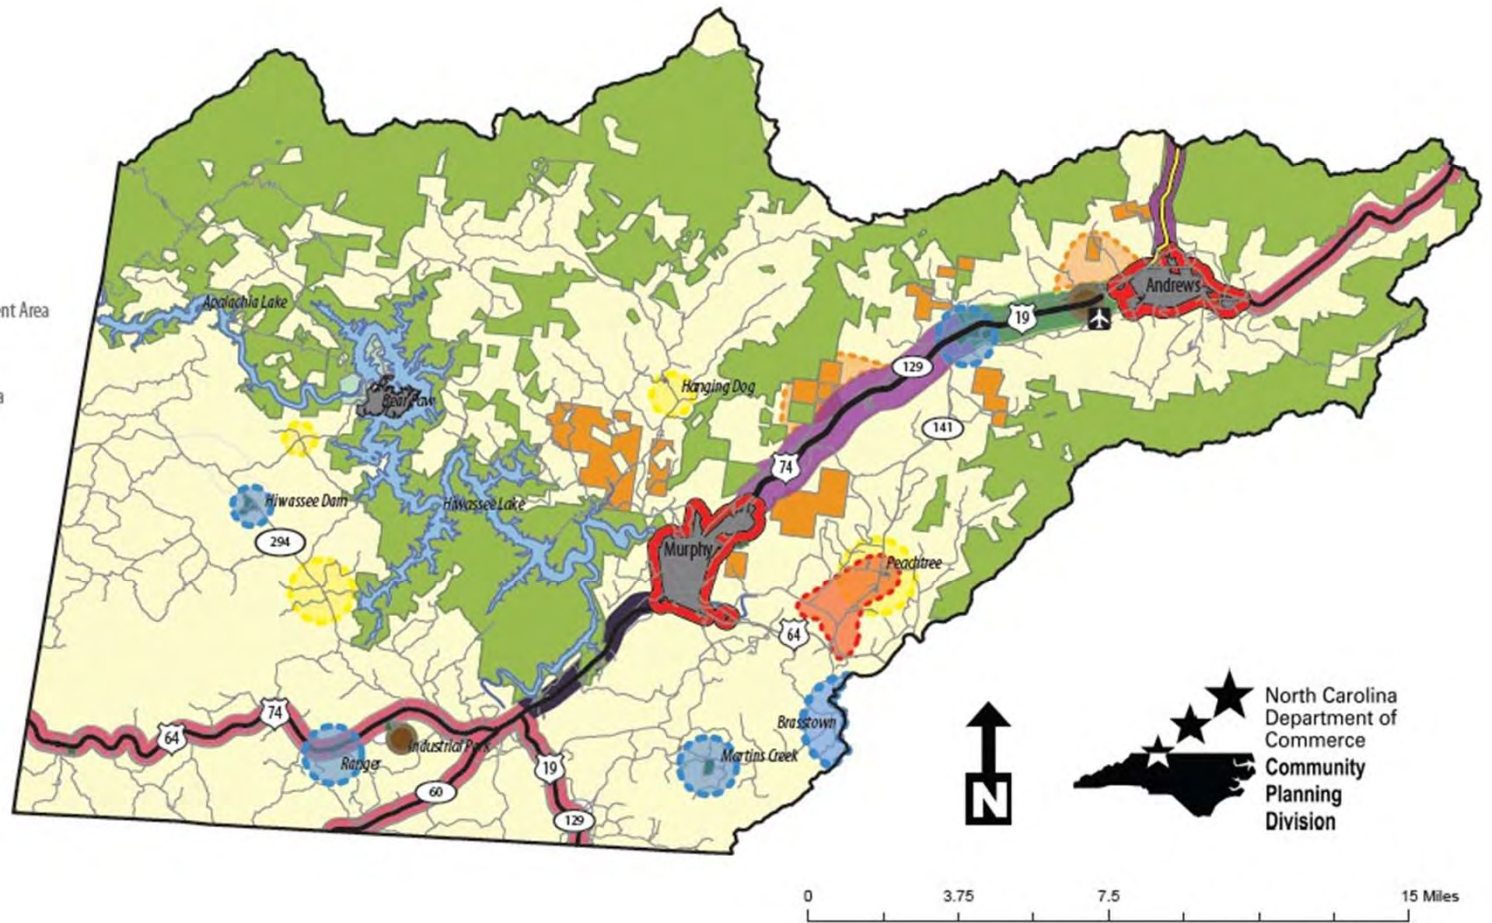 Apalachia Lake
nt Area
Andrews
19
129
Hanging Dog
Bear Paw
a
141
74
Hiwassee Dam
Hiwassee Lake
294
Murphy
Peachtree
64
74
64
Brasstown
Industrial Park
Ranger
Martins Creek
19
60
129
N
North Carolina
Department of
Commerce
Community
Planning
Division
0 3.75 7.5 15 Miles